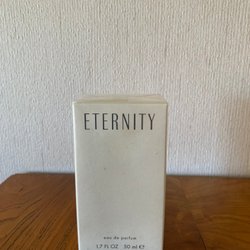 ETERNITY
eau de parfum
1.7 FL OZ 50 ml e